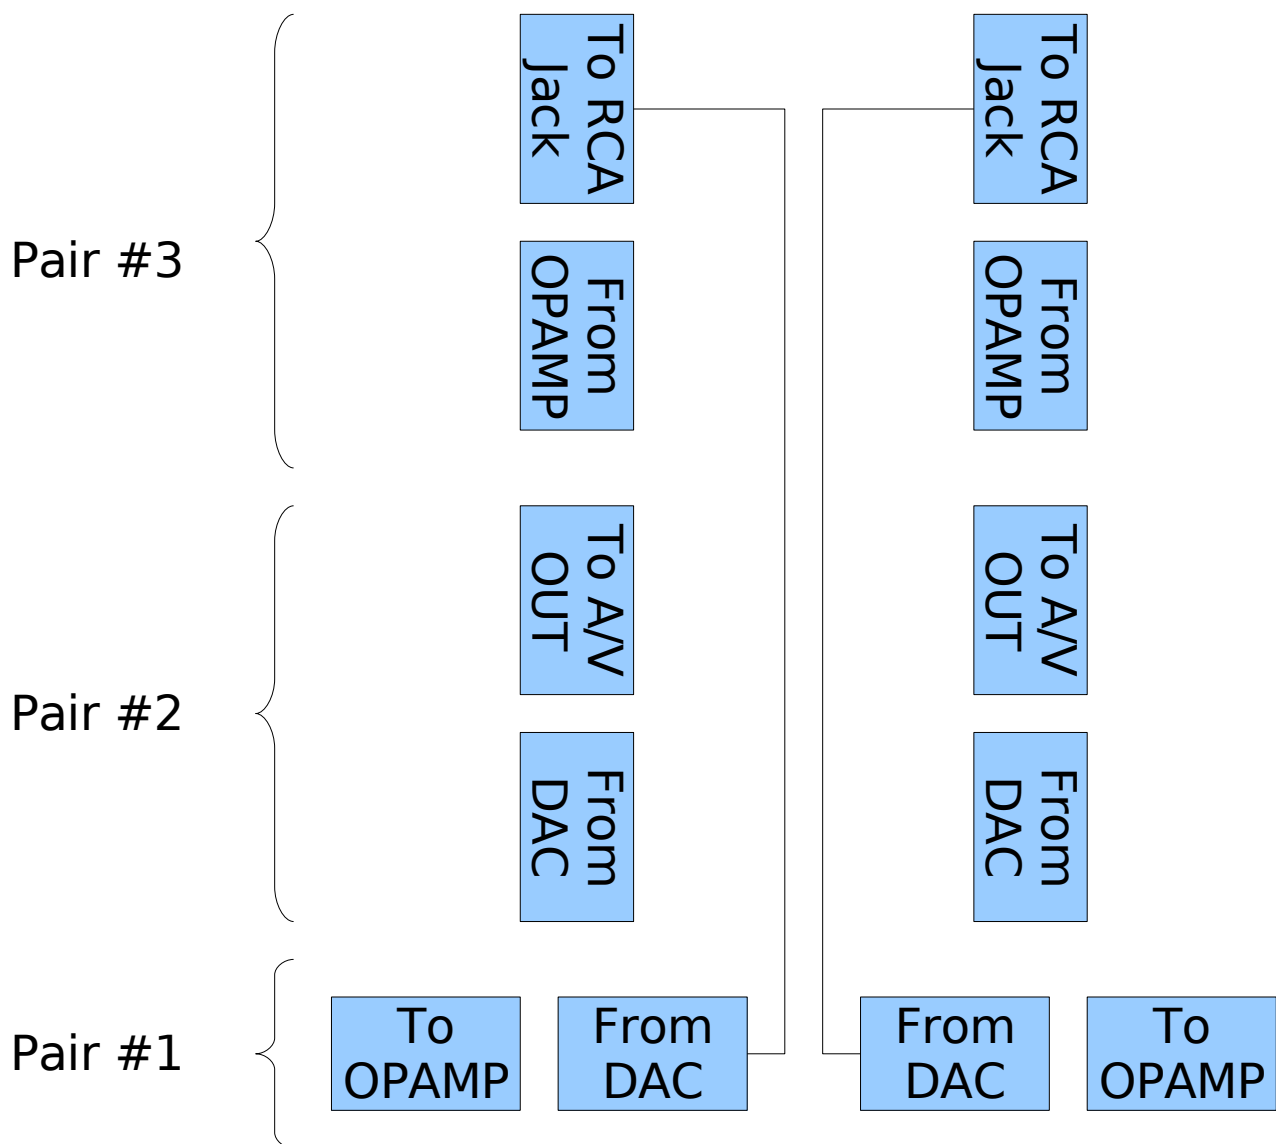 To RCA
Jack
To RCA
Jack
Pair #3
From
OPAMP
From
OPAMP
To A/V
OUT
To A/V
OUT
Pair #2
From
DAC
From
DAC
Pair #1
To
OPAMP
From
DAC
From
DAC
To
OPAMP